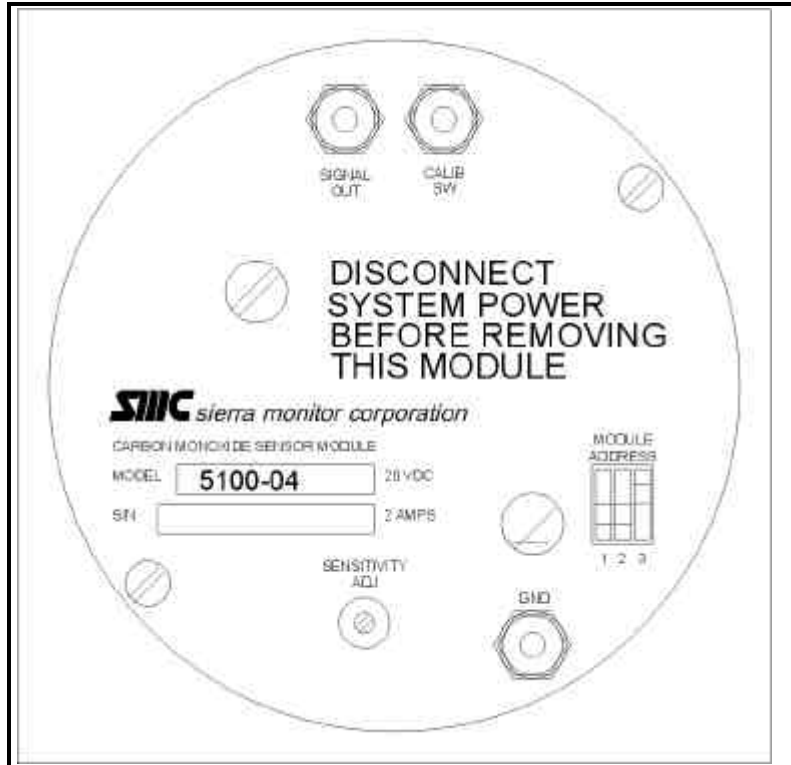 SIGNAL
OUT
CALIB
SW
DISCONNECT
SYSTEM POWER
BEFORE REMOVING
THIS MODULE
SMC sierra monitor corporation
CARBON MONOXIDE SENSOR MODULE
MODEL 5100-04 28 VDC
S/N 2 AMPS
MODULE
ADDRESS
1 2 3
SENSITIVITY
ADJ
GND